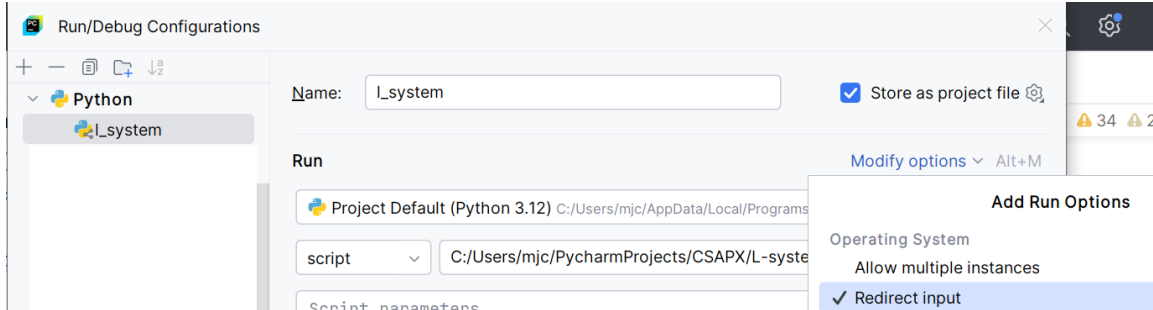 PC
Run/Debug Configurations
Python
l_system
Name:
l_system
Store as project file
34
2
Run
Modify options
Alt+M
Project Default (Python 3.12) C:/Users/mjc/AppData/Local/Programs
script
C:/Users/mjc/PycharmProjects/CSAPX/L-syste
Script parameters
Add Run Options
Operating System
Allow multiple instances
Redirect input